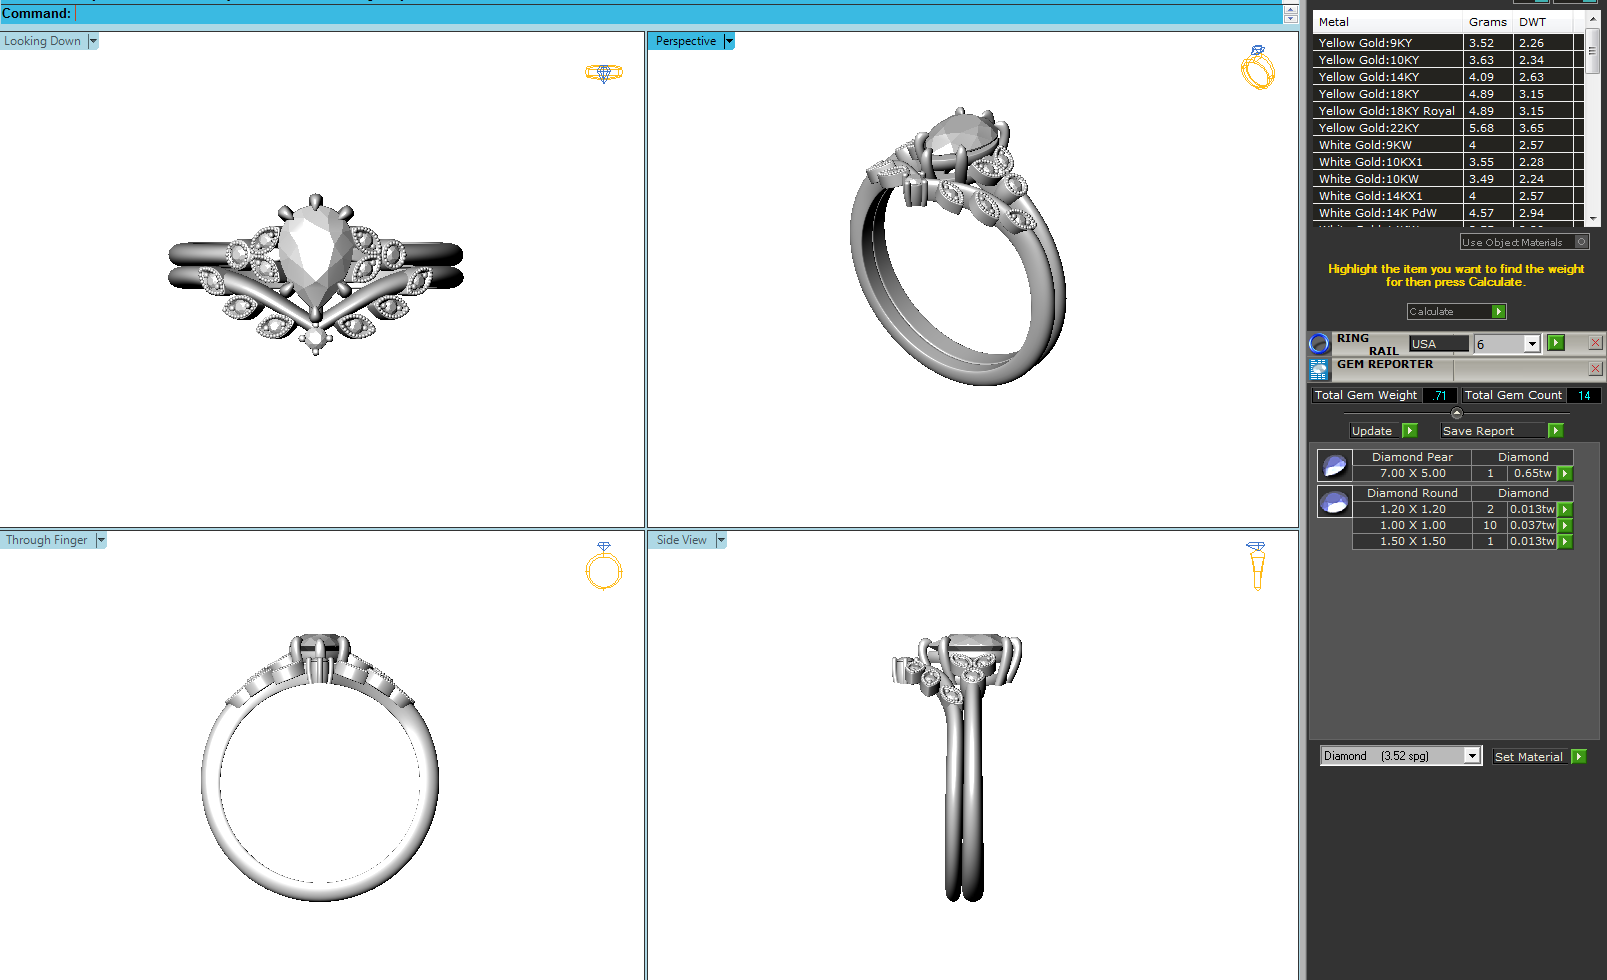 Command:
Looking Down
Perspective
Through Finger
Side View
Metal Grams DWT
Yellow Gold:9KY 3.52 2.26
Yellow Gold:10KY 3.63 2.34
Yellow Gold:14KY 4.09 2.63
Yellow Gold:18KY 4.89 3.15
Yellow Gold:18KY Royal 4.89 3.15
Yellow Gold:22KY 5.68 3.65
White Gold:9KW 4 2.57
White Gold:10KX1 3.55 2.28
White Gold:10KW 3.49 2.24
White Gold:14KX1 4 2.57
White Gold:14K PdW 4.57 2.94
Use Object Materials
Highlight the item you want to find the weight
for then press Calculate.
Calculate
RING
RAIL USA 6
GEM REPORTER
Total Gem Weight .71 Total Gem Count 14
Update Save Report
Diamond Pear Diamond
7.00 X 5.00 1 0.65tw
Diamond Round Diamond
1.20 X 1.20 2 0.013tw
1.00 X 1.00 10 0.037tw
1.50 X 1.50 1 0.013tw
Diamond (3.52 spg) Set Material